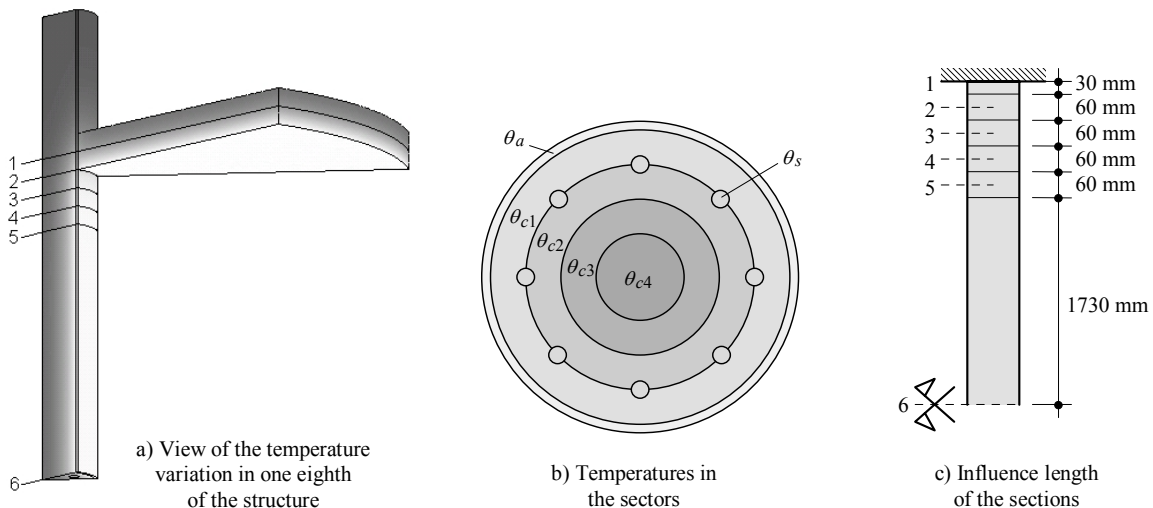 1
2
3
4
5
6
a) View of the temperature
variation in one eighth
of the structure
θa
θs
θc1
θc2
θc3
θc4
b) Temperatures in
the sectors
1
30 mm
2
60 mm
3
60 mm
4
60 mm
5
60 mm
1730 mm
6
c) Influence length
of the sections